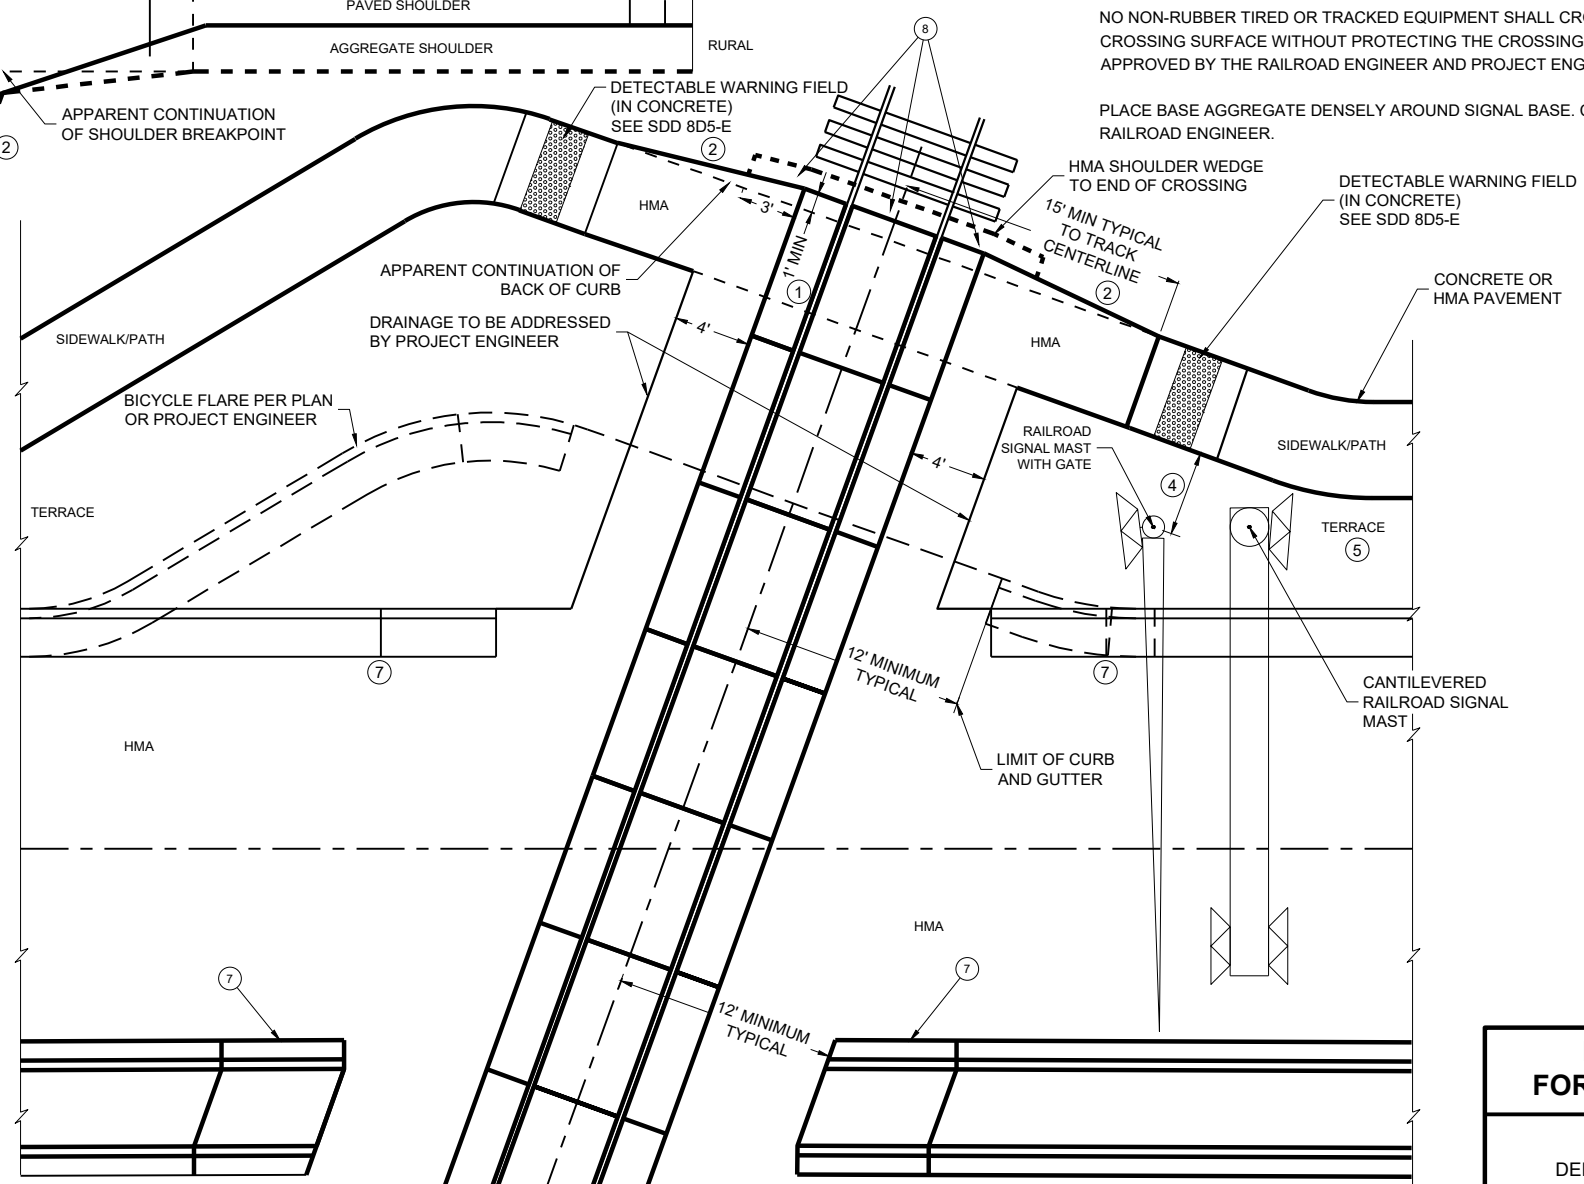 PAVED SHOULDER
AGGREGATE SHOULDER
RURAL
APPARENT CONTINUATION
OF SHOULDER BREAKPOINT
2
DETECTABLE WARNING FIELD
(IN CONCRETE)
SEE SDD 8D5-E
2
8
NO NON-RUBBER TIRED OR TRACKED EQUIPMENT SHALL
CROSSING SURFACE WITHOUT PROTECTING THE CROSSING
APPROVED BY THE RAILROAD ENGINEER AND PROJECT
PLACE BASE AGGREGATE DENSELY AROUND SIGNAL BASE.
RAILROAD ENGINEER.
HMA SHOULDER WEDGE
TO END OF CROSSING
DETECTABLE WARNING FIELD
(IN CONCRETE)
SEE SDD 8D5-E
HMA
3'
1' MIN
1
15' MIN TYPICAL
TO TRACK
CENTERLINE
2
APPARENT CONTINUATION OF
BACK OF CURB
CONCRETE OR
HMA PAVEMENT
DRAINAGE TO BE ADDRESSED
BY PROJECT ENGINEER
4'
SIDEWALK/PATH
HMA
BICYCLE FLARE PER PLAN
OR PROJECT ENGINEER
RAILROAD
SIGNAL MAST
WITH GATE
SIDEWALK/PATH
4'
4
TERRACE
TERRACE
5
7
12' MINIMUM
TYPICAL
7
CANTILEVERED
RAILROAD SIGNAL
MAST
HMA
LIMIT OF CURB
AND GUTTER
HMA
7
7
12' MINIMUM
TYPICAL